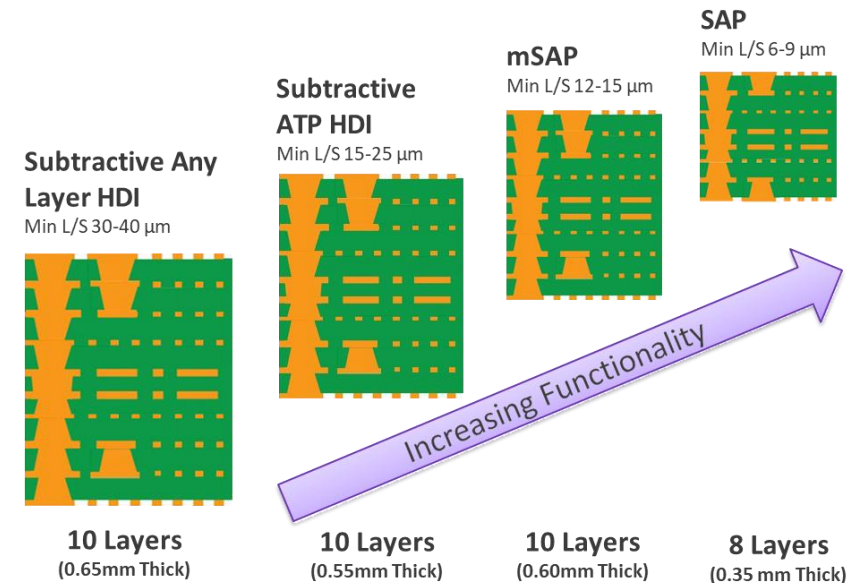 Subtractive Any
Layer HDI
Min L/S 30-40 µm
Subtractive
ATP HDI
Min L/S 15-25 µm
mSAP
Min L/S 12-15 µm
SAP
Min L/S 6-9 µm
Increasing Functionality
10 Layers
(0.65mm Thick)
10 Layers
(0.55mm Thick)
10 Layers
(0.60mm Thick)
8 Layers
(0.35 mm Thick)